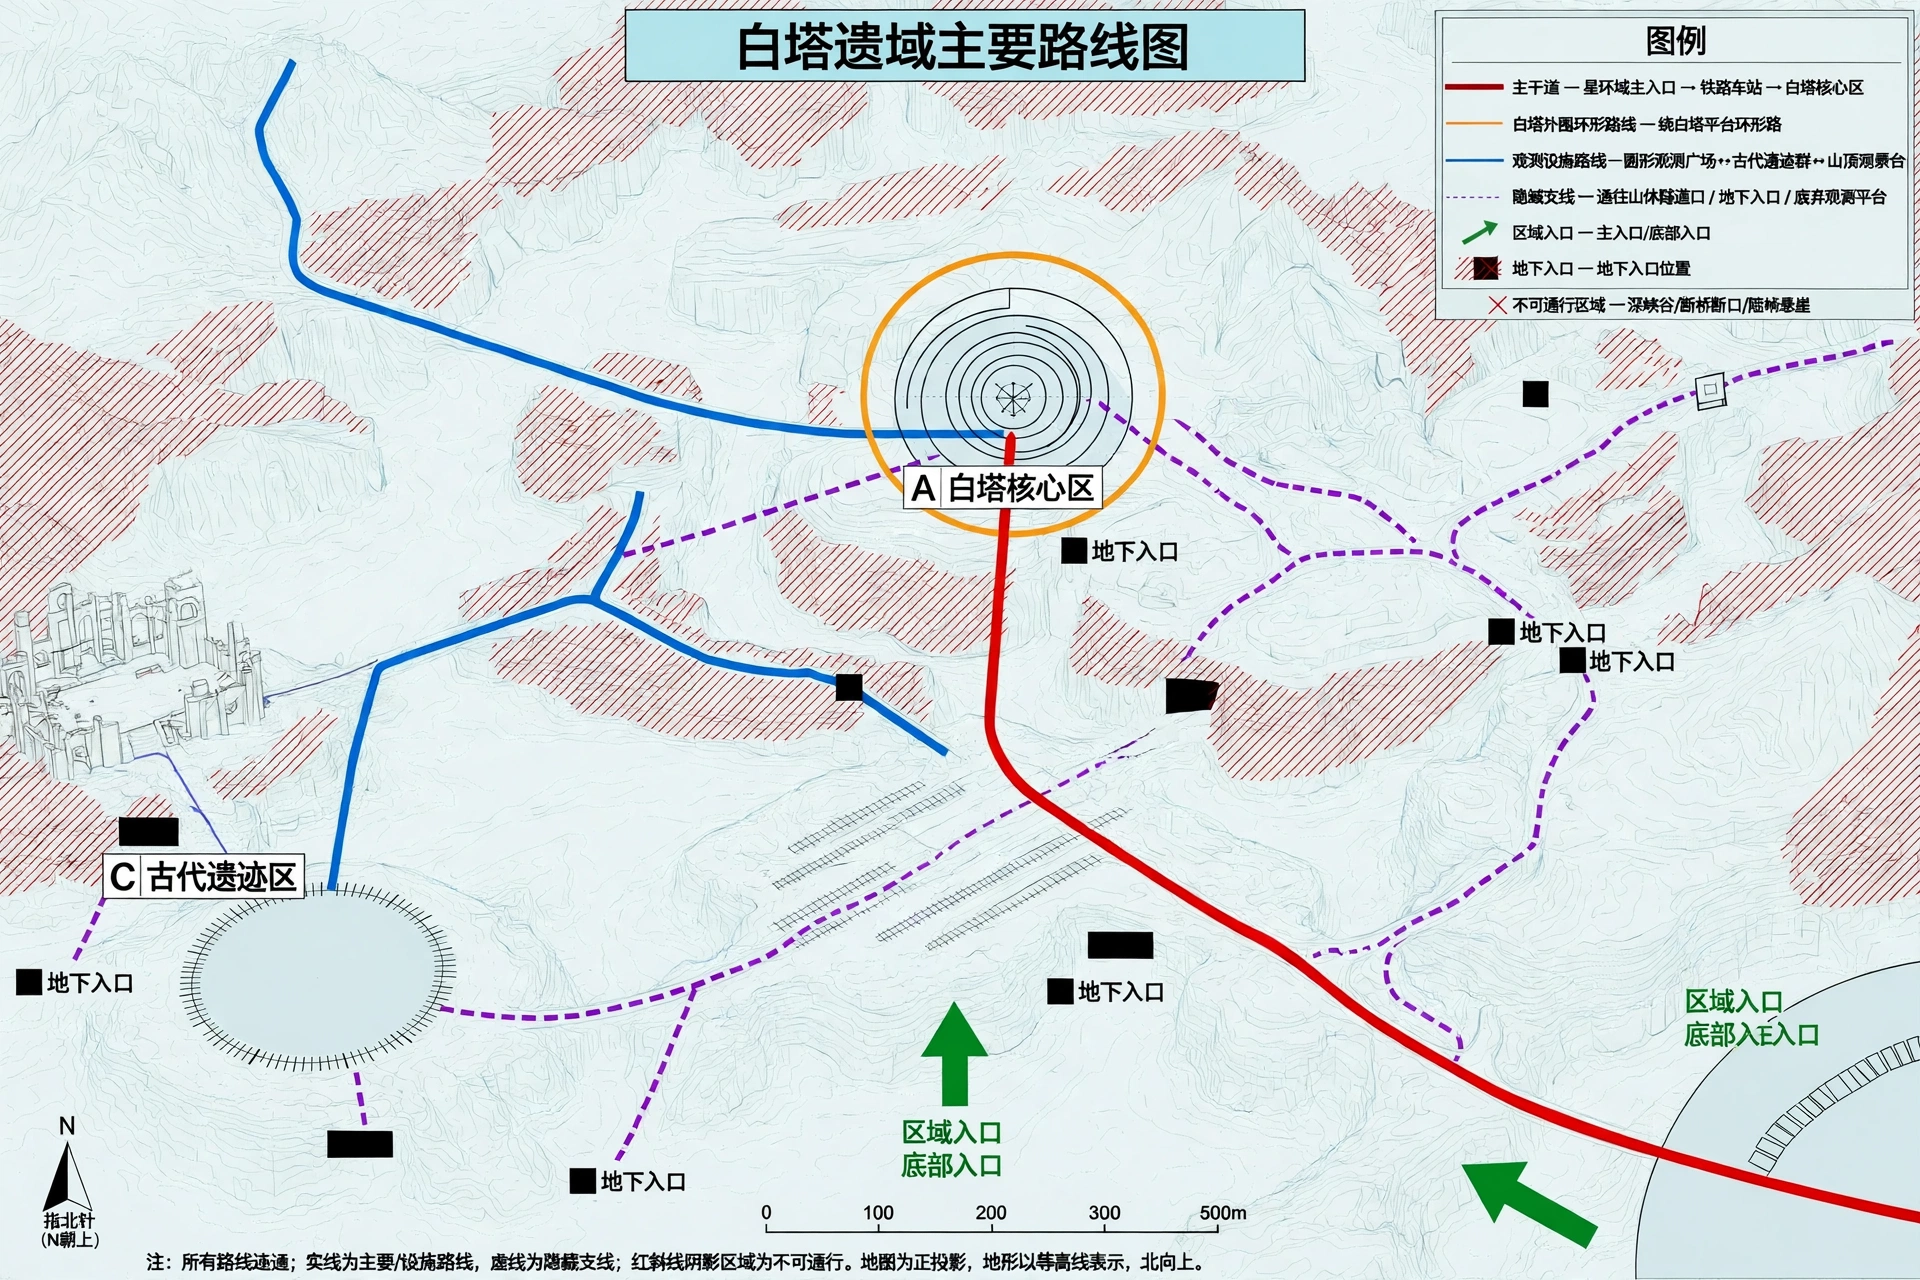 白塔遗域主要路线图
图例
主干道 — 星环域主入口 → 铁路车站 → 白塔核心区
白塔外围环形路线 — 绕白塔平台环形路
观测设施路线 — 圆形观测广场 ↔ 古代遗迹群 ↔ 山顶观景台
隐藏支线 — 通往山体隧道口 / 地下入口 / 废弃观测平台
区域入口 — 主入口/底部入口
地下入口 — 地下入口位置
不可通行区域 — 深峡谷/断桥断口/陡峭悬崖
A 白塔核心区
地下入口
地下入口
地下入口
C 古代遗迹区
地下入口
地下入口
区域入口
底部入E入口
区域入口
底部入口
地下入口
N
指北针
(N朝上)
0 100 200 300 500m
注：所有路线连通；实线为主要/设施路线，虚线为隐藏支线；红斜线阴影区域为不可通行。地图为正投影，地形以等高线表示，北向上。